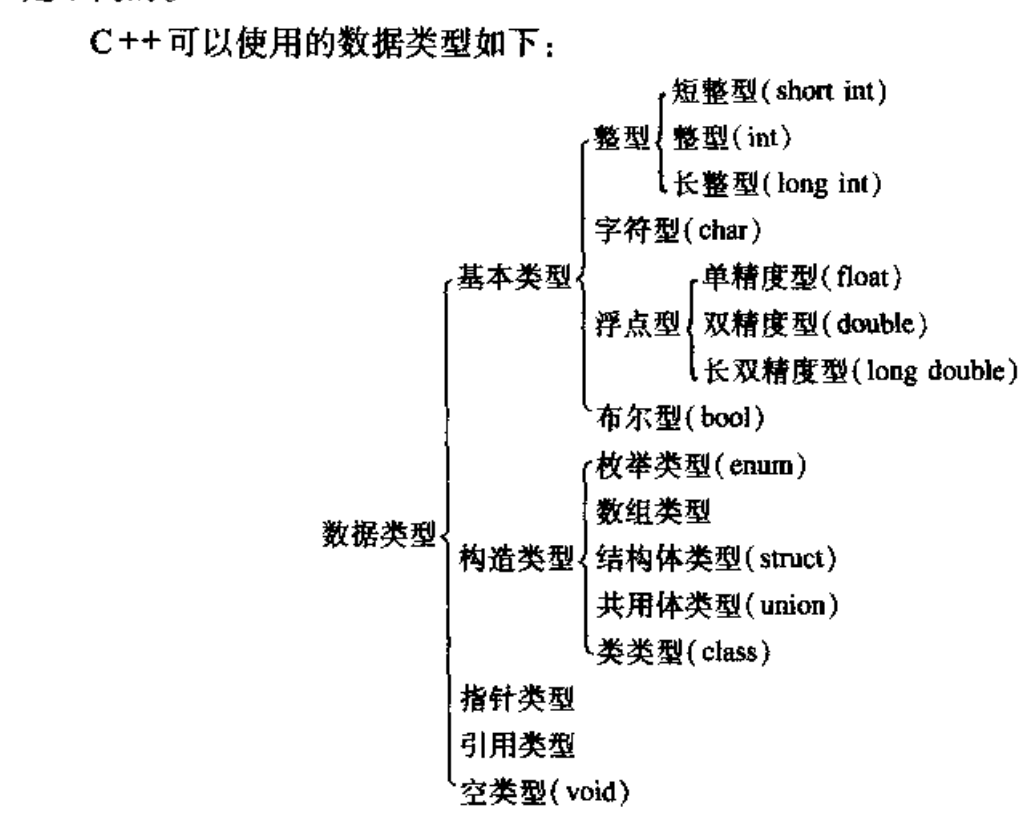 C++可以使用的数据类型如下：
短整型(short int)
整型 整型(int)
长整型(long int)
字符型(char)
基本类型 单精度型(float)
浮点型 双精度型(double)
长双精度型(long double)
布尔型(bool)
枚举类型(enum)
数组类型
数据类型 构造类型 结构体类型(struct)
共用体类型(union)
类类型(class)
指针类型
引用类型
空类型(void)